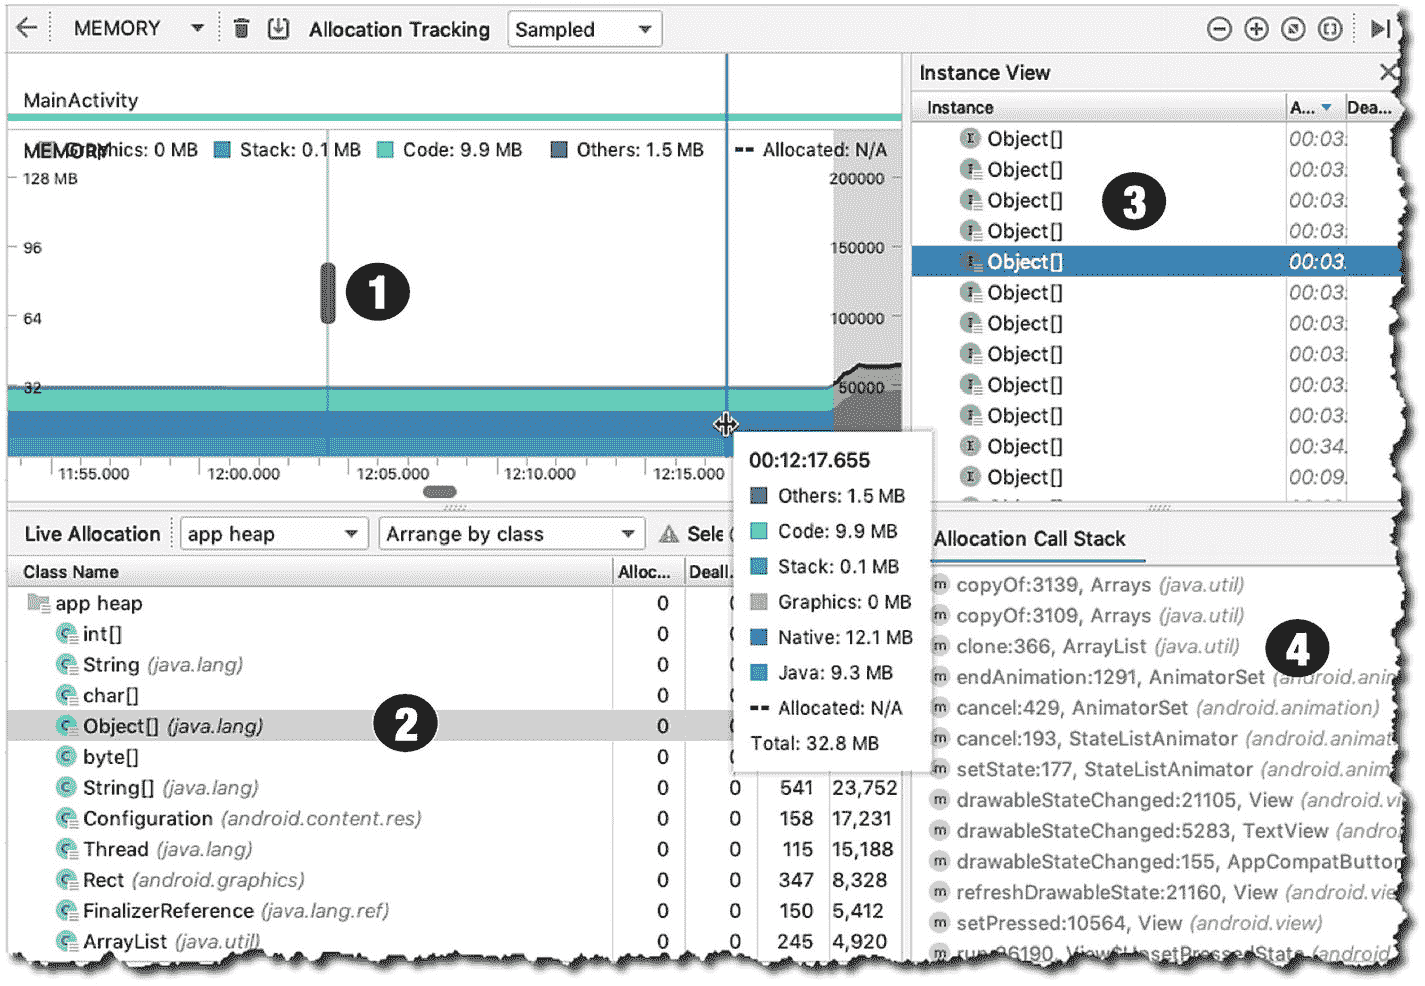 MEMORY Allocation Tracking Sampled
MainActivity
MEMORY Graphics: 0 MB Stack: 0.1 MB Code: 9.9 MB Others: 1.5 MB Allocated: N/A
128 MB 200000
96 150000
64 100000
32 50000
11:55.000 12:00.000 12:05.000 12:10.000 12:15.000
1
00:12:17.655
Others: 1.5 MB
Code: 9.9 MB
Stack: 0.1 MB
Graphics: 0 MB
Native: 12.1 MB
Java: 9.3 MB
Allocated: N/A
Total: 32.8 MB
Live Allocation app heap Arrange by class
Class Name Alloc... Deall..
app heap 0 0
int[] 0 0
String (java.lang) 0
char[] 0
Object[] (java.lang) 0
2
byte[] 0
String[] (java.lang) 0 0 541 23,752
Configuration (android.content.res) 0 0 158 17,231
Thread (java.lang) 0 0 115 15,188
Rect (android.graphics) 0 0 347 8,328
FinalizerReference (java.lang.ref) 0 0 150 5,412
ArrayList (java.util) 0 0 245 4,920
Instance View
Instance A... Dea...
Object[] 00:03.
Object[] 00:03.
Object[] 00:03.
3
Object[] 00:03.
Object[] 00:03.
Object[] 00:03.
Object[] 00:03.
Object[] 00:03.
Object[] 00:03.
Object[] 00:03.
Object[] 00:34.
Object[] 00:09.
Allocation Call Stack
copyOf:3139, Arrays (java.util)
copyOf:3109, Arrays (java.util)
clone:366, ArrayList (java.util)
4
endAnimation:1291, AnimatorSet (android.anim
cancel:429, AnimatorSet (android.animation)
cancel:193, StateListAnimator (android.animat
setState:177, StateListAnimator (android.anim
drawableStateChanged:21105, View (android.vi
drawableStateChanged:5283, TextView (andro
drawableStateChanged:155, AppCompatButton
refreshDrawableState:21160, View (android.vie
setPressed:10564, View (android.view)
View$UnsetPressedState (android